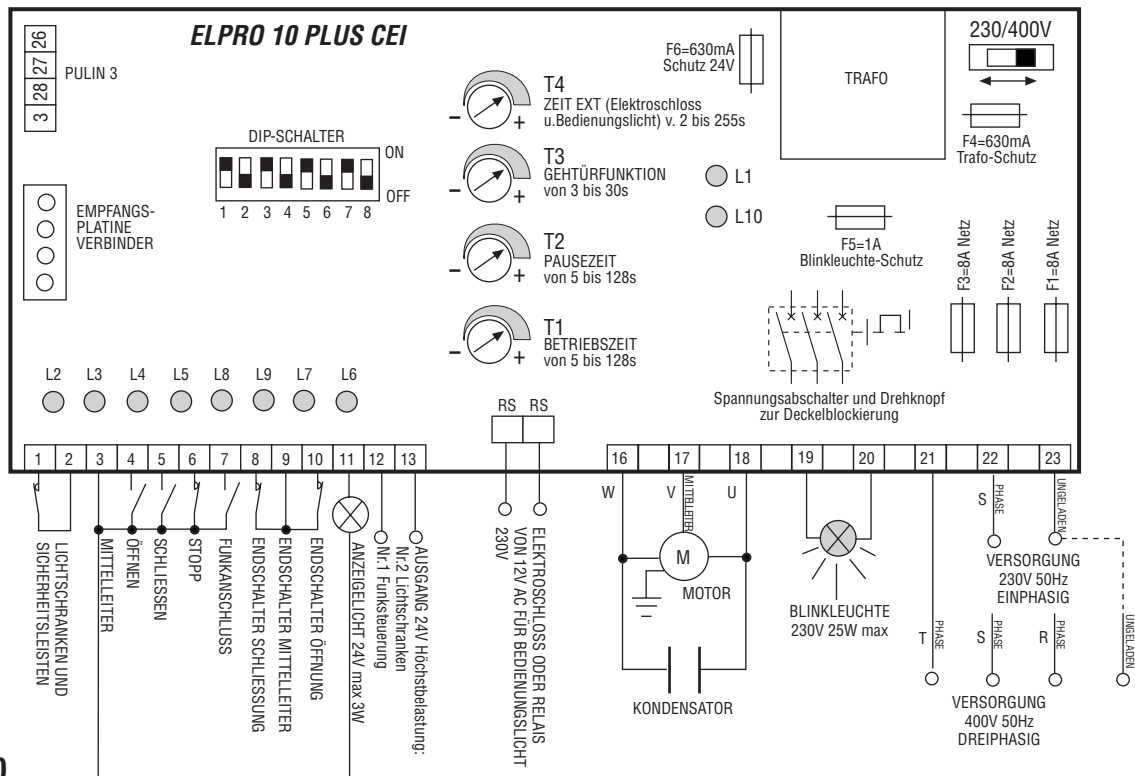 ELPRO 10 PLUS CEI
26
27
28
3
PULIN 3
EMPFANGS-
PLATINE
VERBINDER
DIP-SCHALTER
ON
OFF
1 2 3 4 5 6 7 8
T4
ZEIT EXT (Elektroschloss
u.Bedienungslicht) v. 2 bis 255s
- +
T3
GEHTÜRFUNKTION
von 3 bis 30s
- +
T2
PAUSEZEIT
von 5 bis 128s
- +
T1
BETRIEBSZEIT
von 5 bis 128s
- +
F6=630mA
Schutz 24V
TRAFO
230/400V
F4=630mA
Trafo-Schutz
L1
L10
F5=1A
Blinkleuchte-Schutz
F3=8A Netz
F2=8A Netz
F1=8A Netz
Spannungsabschalter und Drehknopf
zur Deckelblockierung
L2 L3 L4 L5 L8 L9 L7 L6
RS RS
1 2 3 4 5 6 7 8 9 10 11 12 13
16 17 18 19 20 21 22 23
LICHTSCHRANKEN UND
SICHERHEITSLEISTEN
MITTELLEITER
ÖFFNEN
SCHLIESSEN
STOPP
FUNKANSCHLUSS
ENDSCHALTER SCHLIESSUNG
ENDSCHALTER MITTELLEITER
ENDSCHALTER ÖFFNUNG
ANZEIGELICHT 24V max 3W
AUSGANG 24V Höchstbelastung:
Nr.2 Lichtschranken
Nr.1 Funksteuerung
230V
ELEKTROSCHLOSS ODER RELAIS
VON 12V AC FÜR BEDIENUNGSLICHT
W
V
MITTELLEITER
U
M
MOTOR
KONDENSATOR
BLINKLEUCHTE
230V 25W max
S
PHASE
UNGELADEN
VERSORGUNG
230V 50Hz
EINPHASIG
T
PHASE
S
PHASE
R
PHASE
UNGELADEN
VERSORGUNG
400V 50Hz
DREIPHASIG